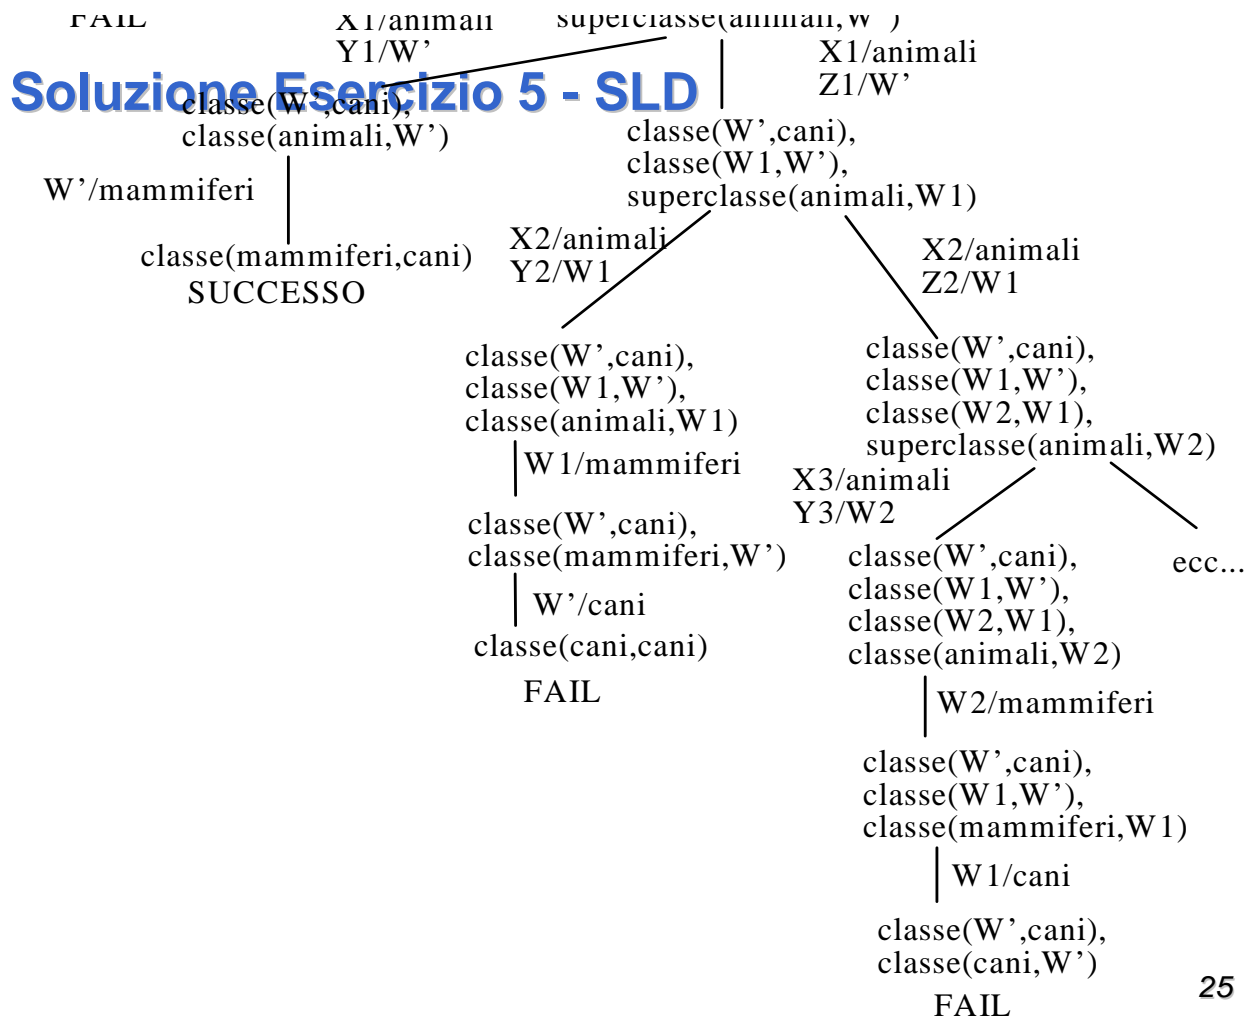 FAIL
X1/animali
Y1/W'
superclasse(animali,W')
X1/animali
Z1/W'
Soluzione Esercizio 5 - SLD
classe(W',cani),
classe(animali,W')
classe(W',cani),
classe(W1,W'),
superclasse(animali,W1)
W'/mammiferi
classe(mammiferi,cani)
SUCCESSO
X2/animali
Y2/W1
X2/animali
Z2/W1
classe(W',cani),
classe(W1,W'),
classe(animali,W1)
classe(W',cani),
classe(W1,W'),
classe(W2,W1),
superclasse(animali,W2)
W1/mammiferi
X3/animali
Y3/W2
classe(W',cani),
classe(mammiferi,W')
classe(W',cani),
classe(W1,W'),
classe(W2,W1),
classe(animali,W2)
ecc...
W'/cani
classe(cani,cani)
FAIL
W2/mammiferi
classe(W',cani),
classe(W1,W'),
classe(mammiferi,W1)
W1/cani
classe(W',cani),
classe(cani,W')
FAIL
25